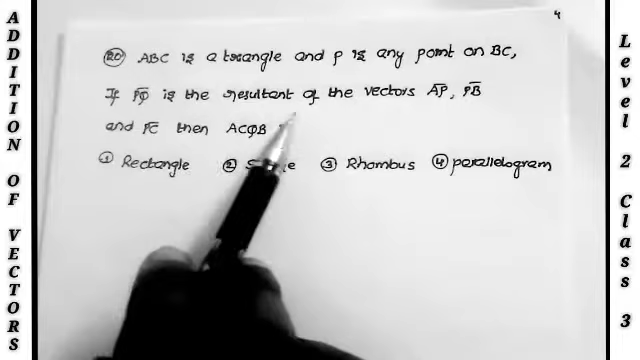 4
20 ABC is a triangle and P is any point on BC,
If PQ is the resultant of the vectors AP, PB
and PC then ACQB
① Rectangle ② ③ Rhombus ④ parallelogram
ADDITION OF VECTORS
Level 2 Class 3